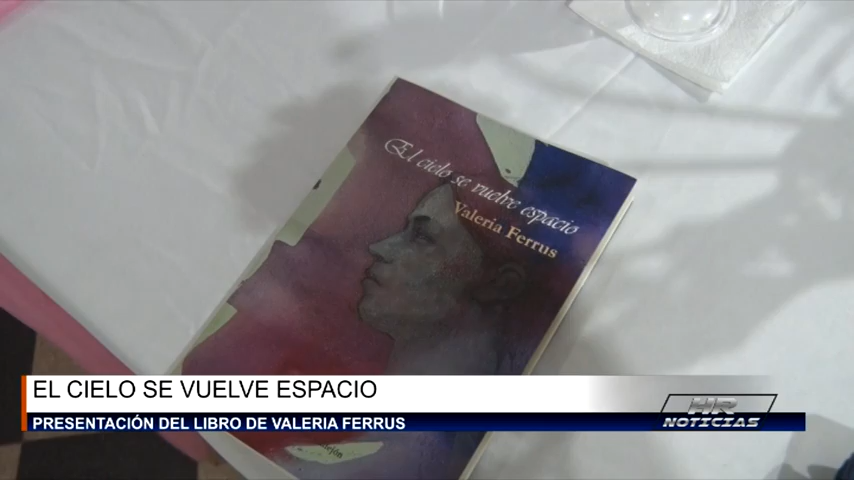 El cielo se vuelve espacio
Valeria Ferrus
EL CIELO SE VUELVE ESPACIO
PRESENTACIÓN DEL LIBRO DE VALERIA FERRUS
HR
NOTICIAS